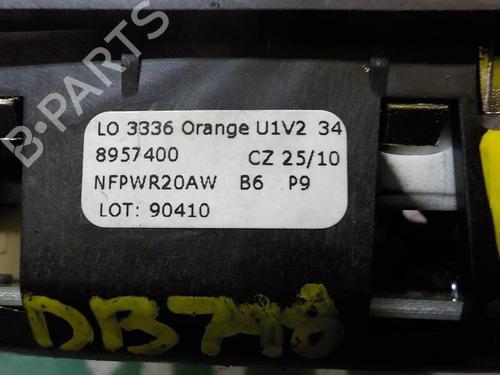 B-PARTS
LO 3336 Orange U1V2 34
8957400 CZ 25/10
NFPWR20AW B6 P9
LOT: 90410
DB748